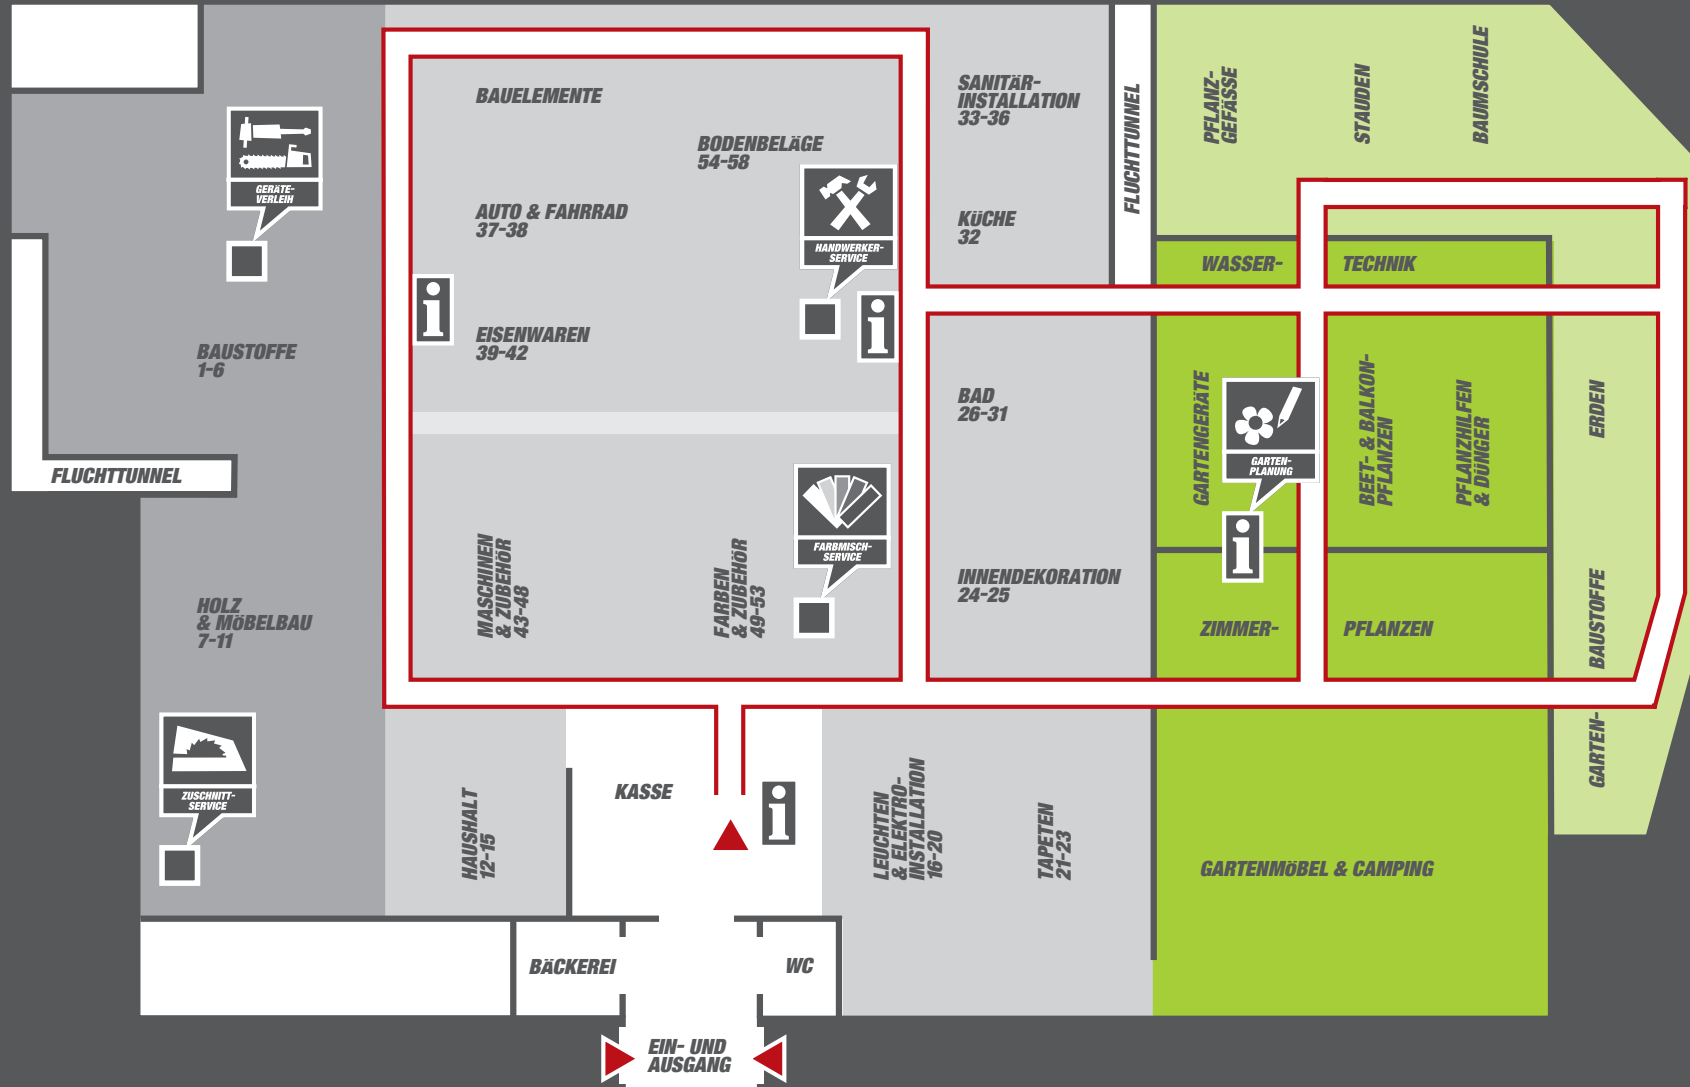 BAUELEMENTE
BODENBELÄGE
54-58
SANITÄR-
INSTALLATION
33-36
FLUCHTTUNNEL
PFLANZ-
GEFÄSSE
STAUDEN
BAUMSCHULE
GERÄTE-
VERLEIH
AUTO & FAHRRAD
37-38
HANDWERKER-
SERVICE
KÜCHE
32
WASSER-
TECHNIK
i
i
EISENWAREN
39-42
BAUSTOFFE
1-6
BAD
26-31
GARTENGERÄTE
GARTEN-
PLANUNG
i
BEET- & BALKON-
PFLANZEN
PFLANZHILFEN
& DÜNGER
ERDEN
FLUCHTTUNNEL
MASCHINEN
& ZUBEHÖR
43-48
FARBEN
& ZUBEHÖR
49-53
FARBMISCH-
SERVICE
INNENDEKORATION
24-25
HOLZ
& MÖBELBAU
7-11
ZIMMER-
PFLANZEN
GARTEN-
BAUSTOFFE
ZUSCHNITT-
SERVICE
HAUSHALT
12-15
KASSE
i
LEUCHTEN
& ELEKTRO-
INSTALLATION
16-20
TAPETEN
21-23
GARTENMÖBEL & CAMPING
BÄCKEREI
WC
EIN- UND
AUSGANG